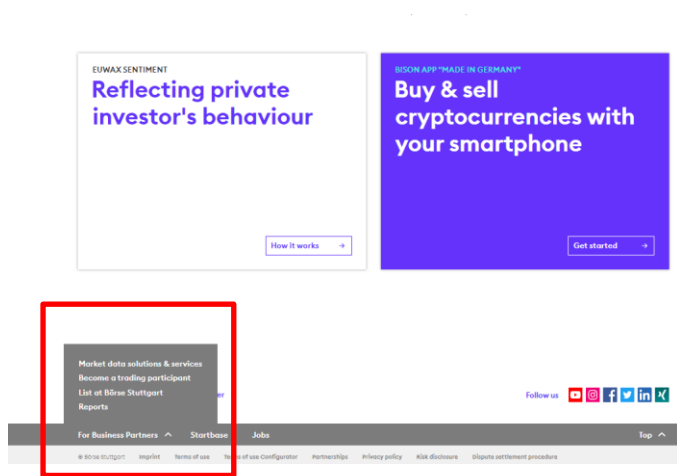 EUWAX SENTIMENT
Reflecting private
investor's behaviour
How it works
BISON APP "MADE IN GERMANY"
Buy & sell
cryptocurrencies with
your smartphone
Get started
Market data solutions & services
Become a trading participant
List at Börse Stuttgart
Reports
er
Follow us
For Business Partners
Startbase
Jobs
Top
© Börse Stuttgart
Imprint
Terms of use
Terms of use Configurator
Partnerships
Privacy policy
Risk disclosure
Dispute settlement procedure